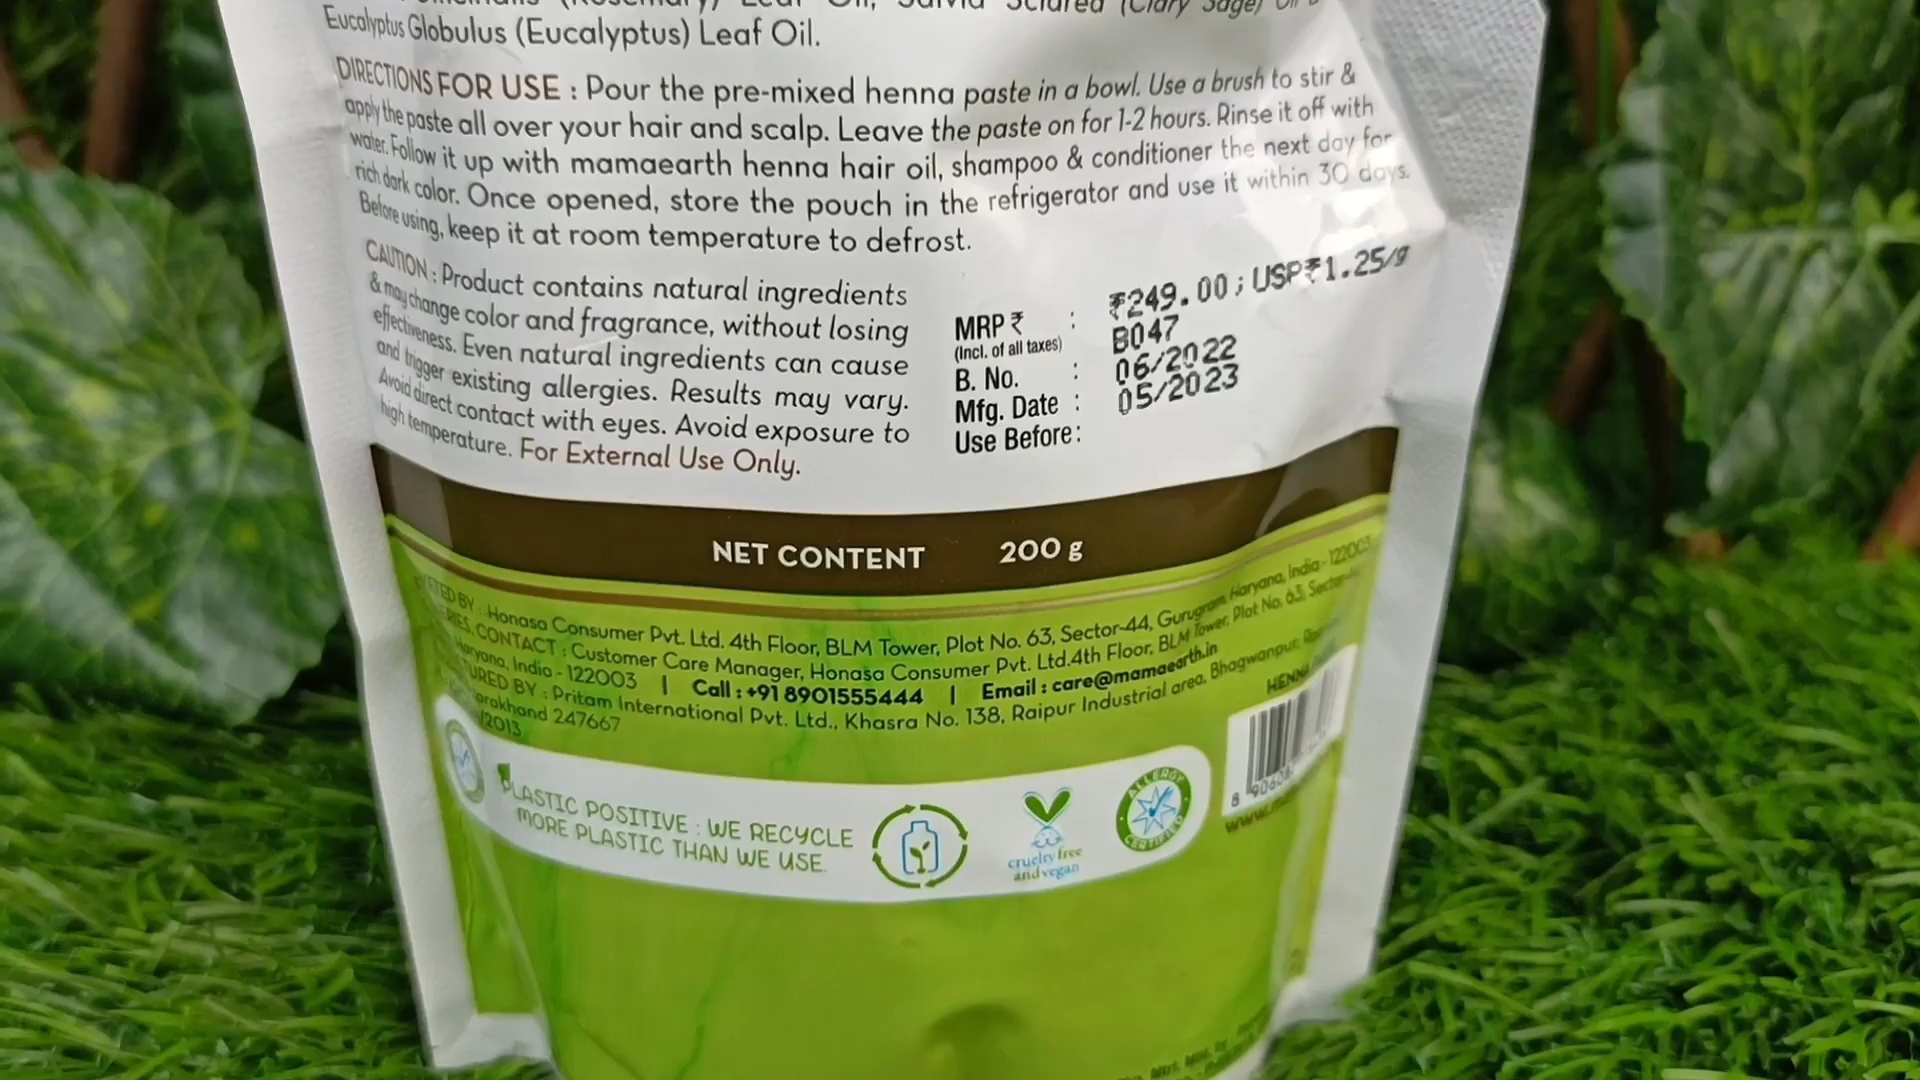 (Rosemary) Leaf Oil, Salvia Sclarea (Clary Sage) Oil
Eucalyptus Globulus (Eucalyptus) Leaf Oil.
DIRECTIONS FOR USE : Pour the pre-mixed henna paste in a bowl. Use a brush to stir &
apply the paste all over your hair and scalp. Leave the paste on for 1-2 hours. Rinse it off with
water. Follow it up with mamaearth henna hair oil, shampoo & conditioner the next day for
rich dark color. Once opened, store the pouch in the refrigerator and use it within 30 days.
Before using, keep it at room temperature to defrost.
CAUTION : Product contains natural ingredients
& may change color and fragrance, without losing
effectiveness. Even natural ingredients can cause
and trigger existing allergies. Results may vary.
Avoid direct contact with eyes. Avoid exposure to
high temperature. For External Use Only.
MRP ₹ : ₹249.00 ; USP₹1.25/g
(Incl. of all taxes)
B. No. : B047
Mfg. Date : 06/2022
Use Before: 05/2023
NET CONTENT 200 g
BY : Honasa Consumer Pvt. Ltd. 4th Floor, BLM Tower, Plot No. 63, Sector-44, Gurugram, Haryana, India - 122003
CONTACT : Customer Care Manager, Honasa Consumer Pvt. Ltd.4th Floor, BLM Tower, Plot No. 63,
Haryana, India - 122003 | Call : +91 8901555444 | Email : care@mamaearth.in
BY : Pritam International Pvt. Ltd., Khasra No. 138, Raipur Industrial area, Bhagwanpur,
247667
/2013
HENNA
PLASTIC POSITIVE : WE RECYCLE
MORE PLASTIC THAN WE USE.
cruelty free
and vegan
ALLERGY
CERTIFIED